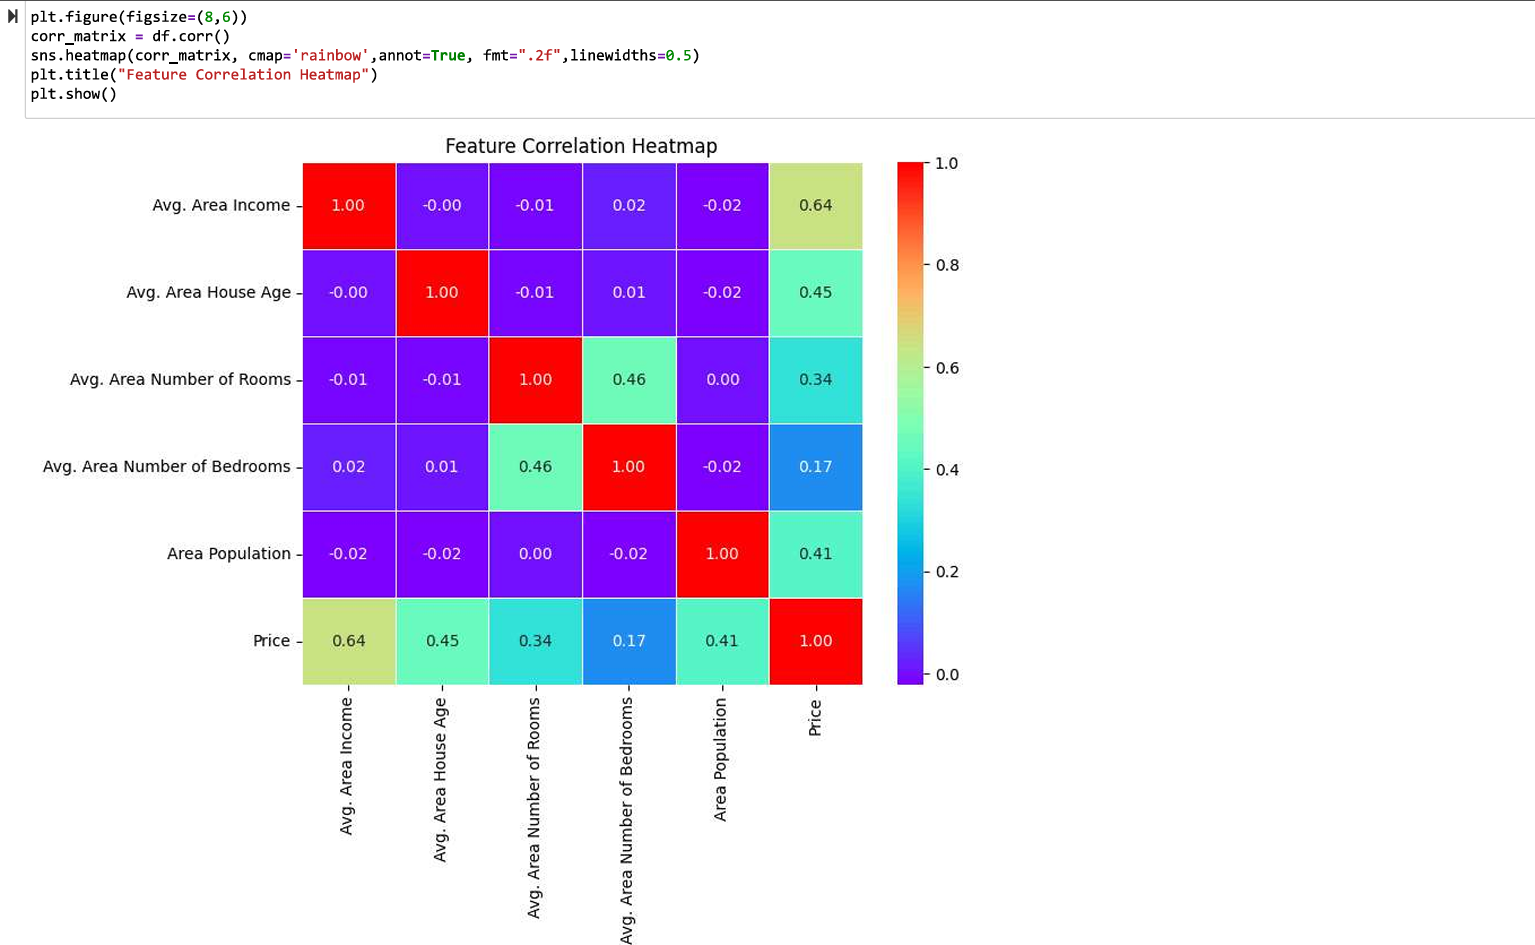 plt.figure(figsize=(8,6))
corr_matrix = df.corr()
sns.heatmap(corr_matrix, cmap='rainbow',annot=True, fmt=".2f",linewidths=0.5)
plt.title("Feature Correlation Heatmap")
plt.show()
Feature Correlation Heatmap
Avg. Area Income 1.00 -0.00 -0.01 0.02 -0.02 0.64
Avg. Area House Age -0.00 1.00 -0.01 0.01 -0.02 0.45
Avg. Area Number of Rooms -0.01 -0.01 1.00 0.46 0.00 0.34
Avg. Area Number of Bedrooms 0.02 0.01 0.46 1.00 -0.02 0.17
Area Population -0.02 -0.02 0.00 -0.02 1.00 0.41
Price 0.64 0.45 0.34 0.17 0.41 1.00
Avg. Area Income
Avg. Area House Age
Avg. Area Number of Rooms
Avg. Area Number of Bedrooms
Area Population
Price
1.0
0.8
0.6
0.4
0.2
0.0